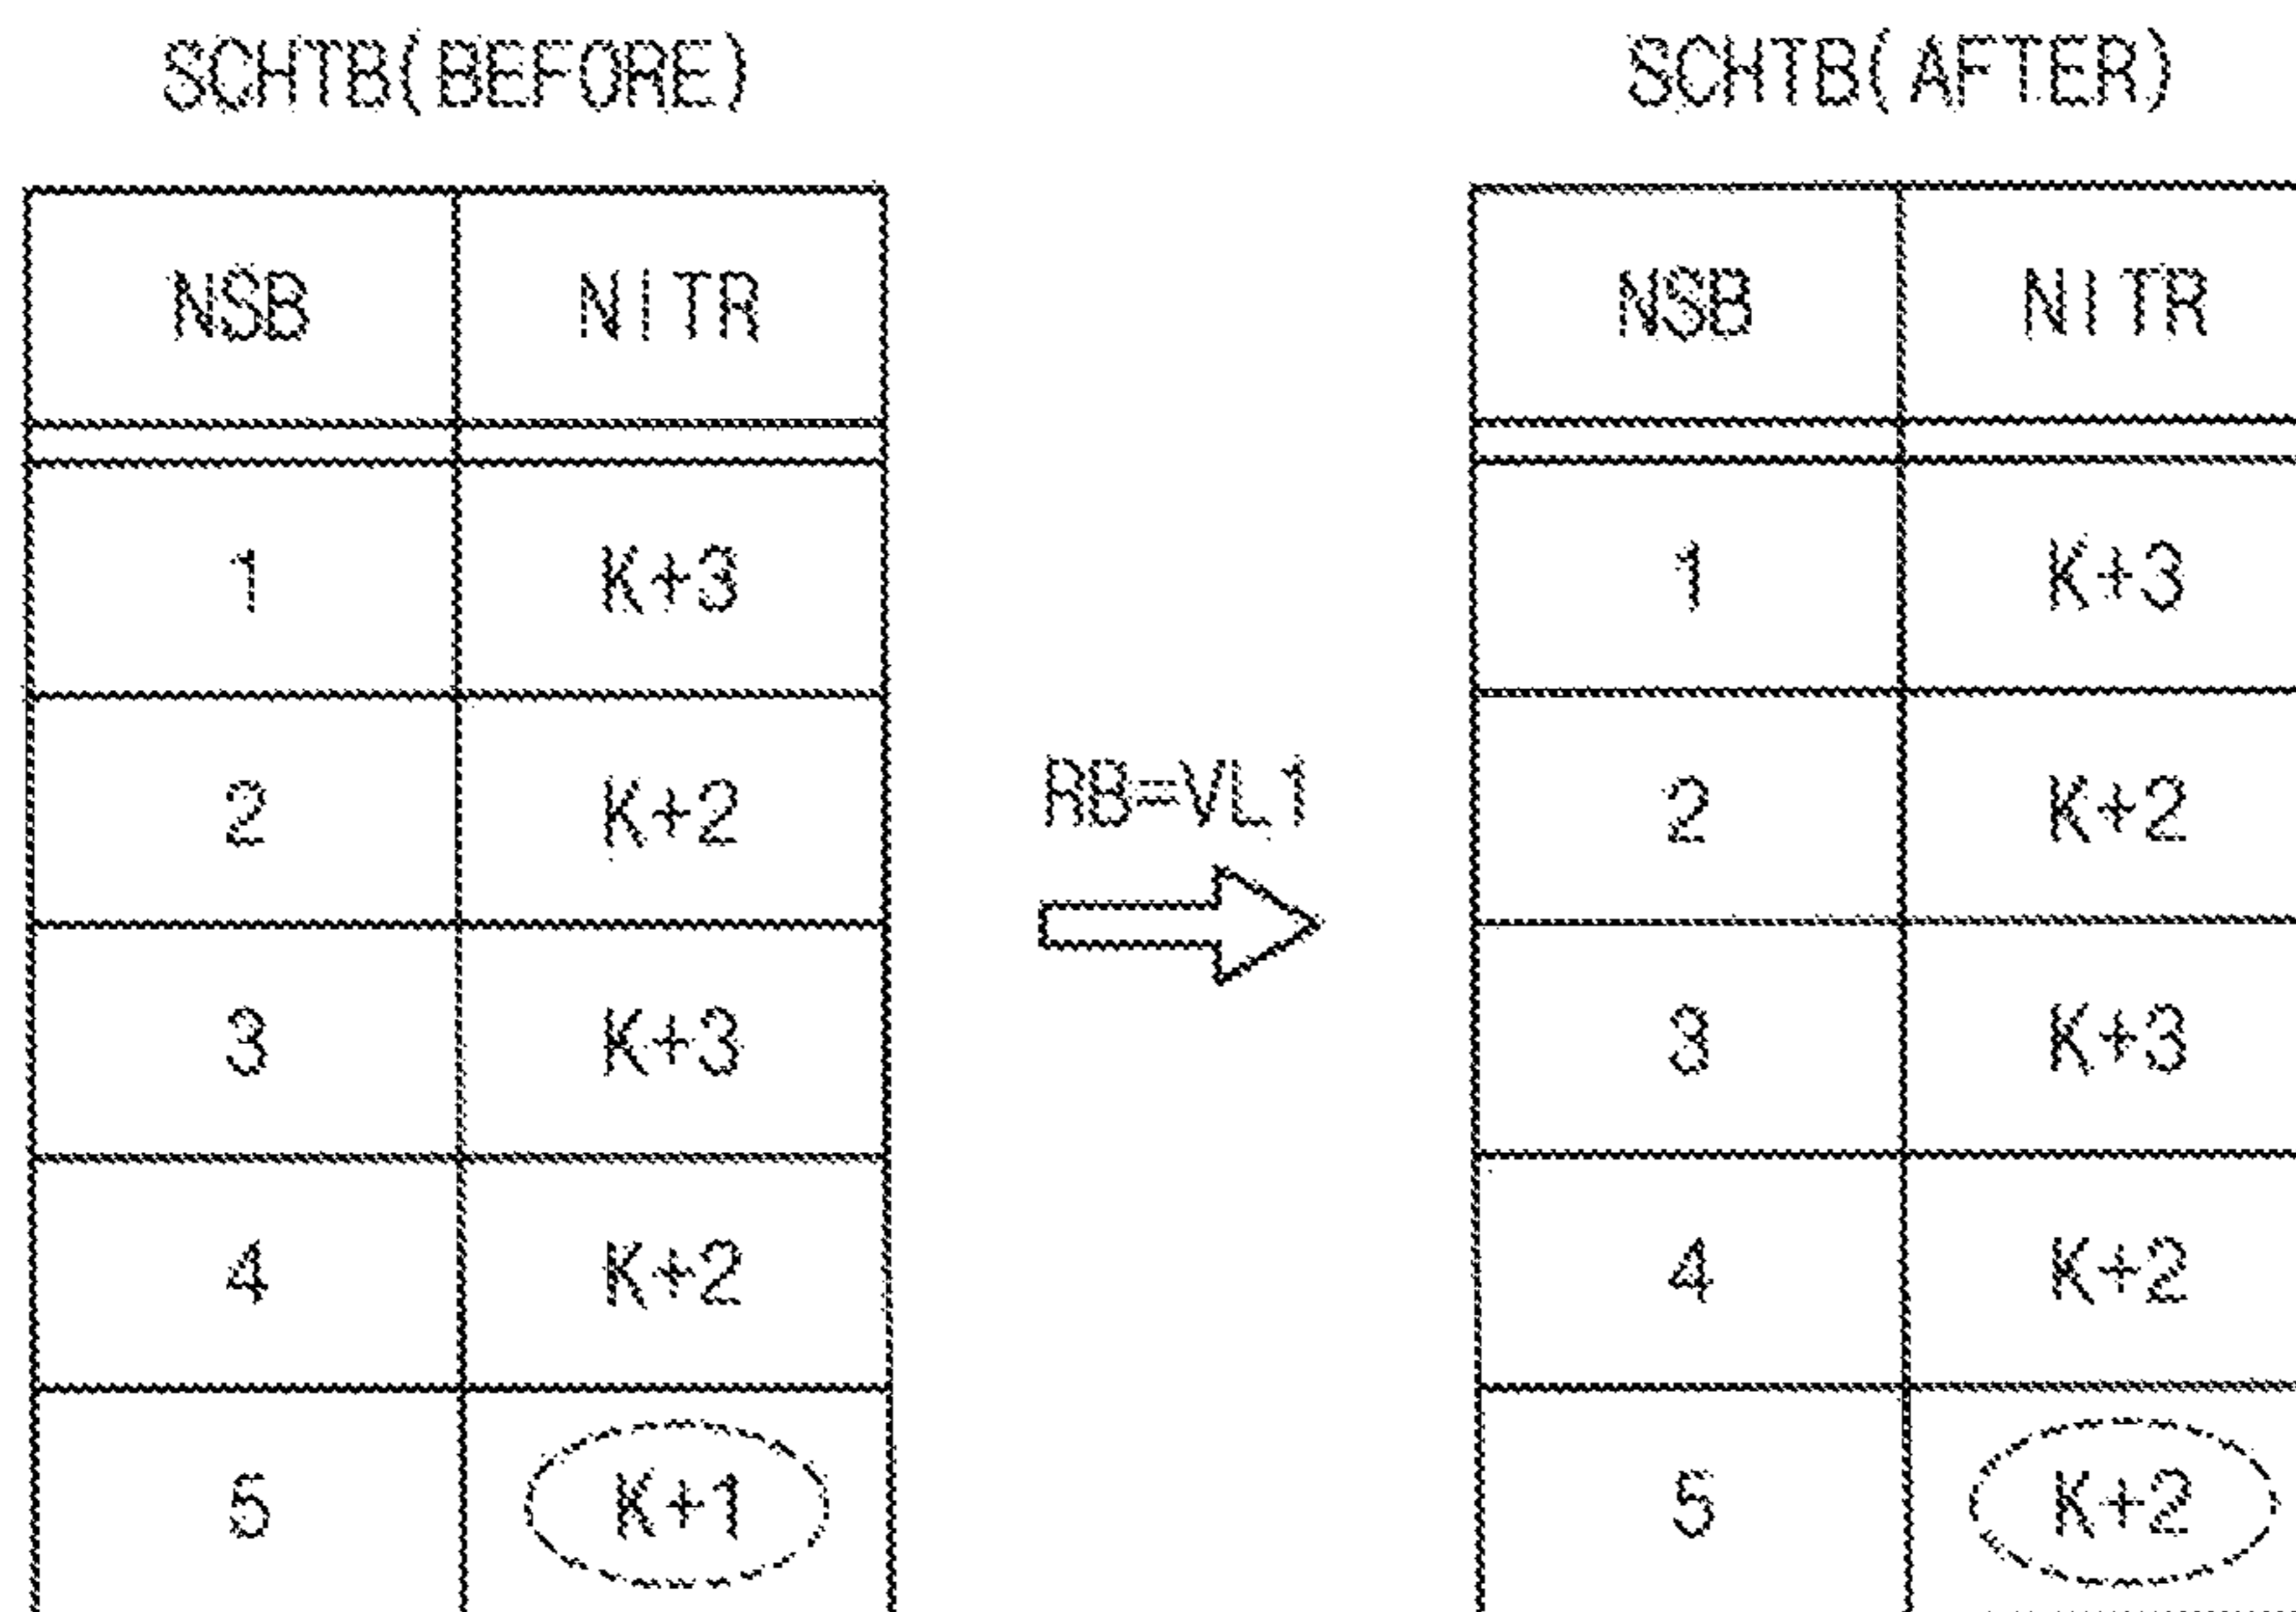 SCHTB(BEFORE)
NSB NITR
1 K+3
2 K+2
3 K+3
4 K+2
5 K+1
RB=VL1
SCHTB(AFTER)
NSB NITR
1 K+3
2 K+2
3 K+3
4 K+2
5 K+2